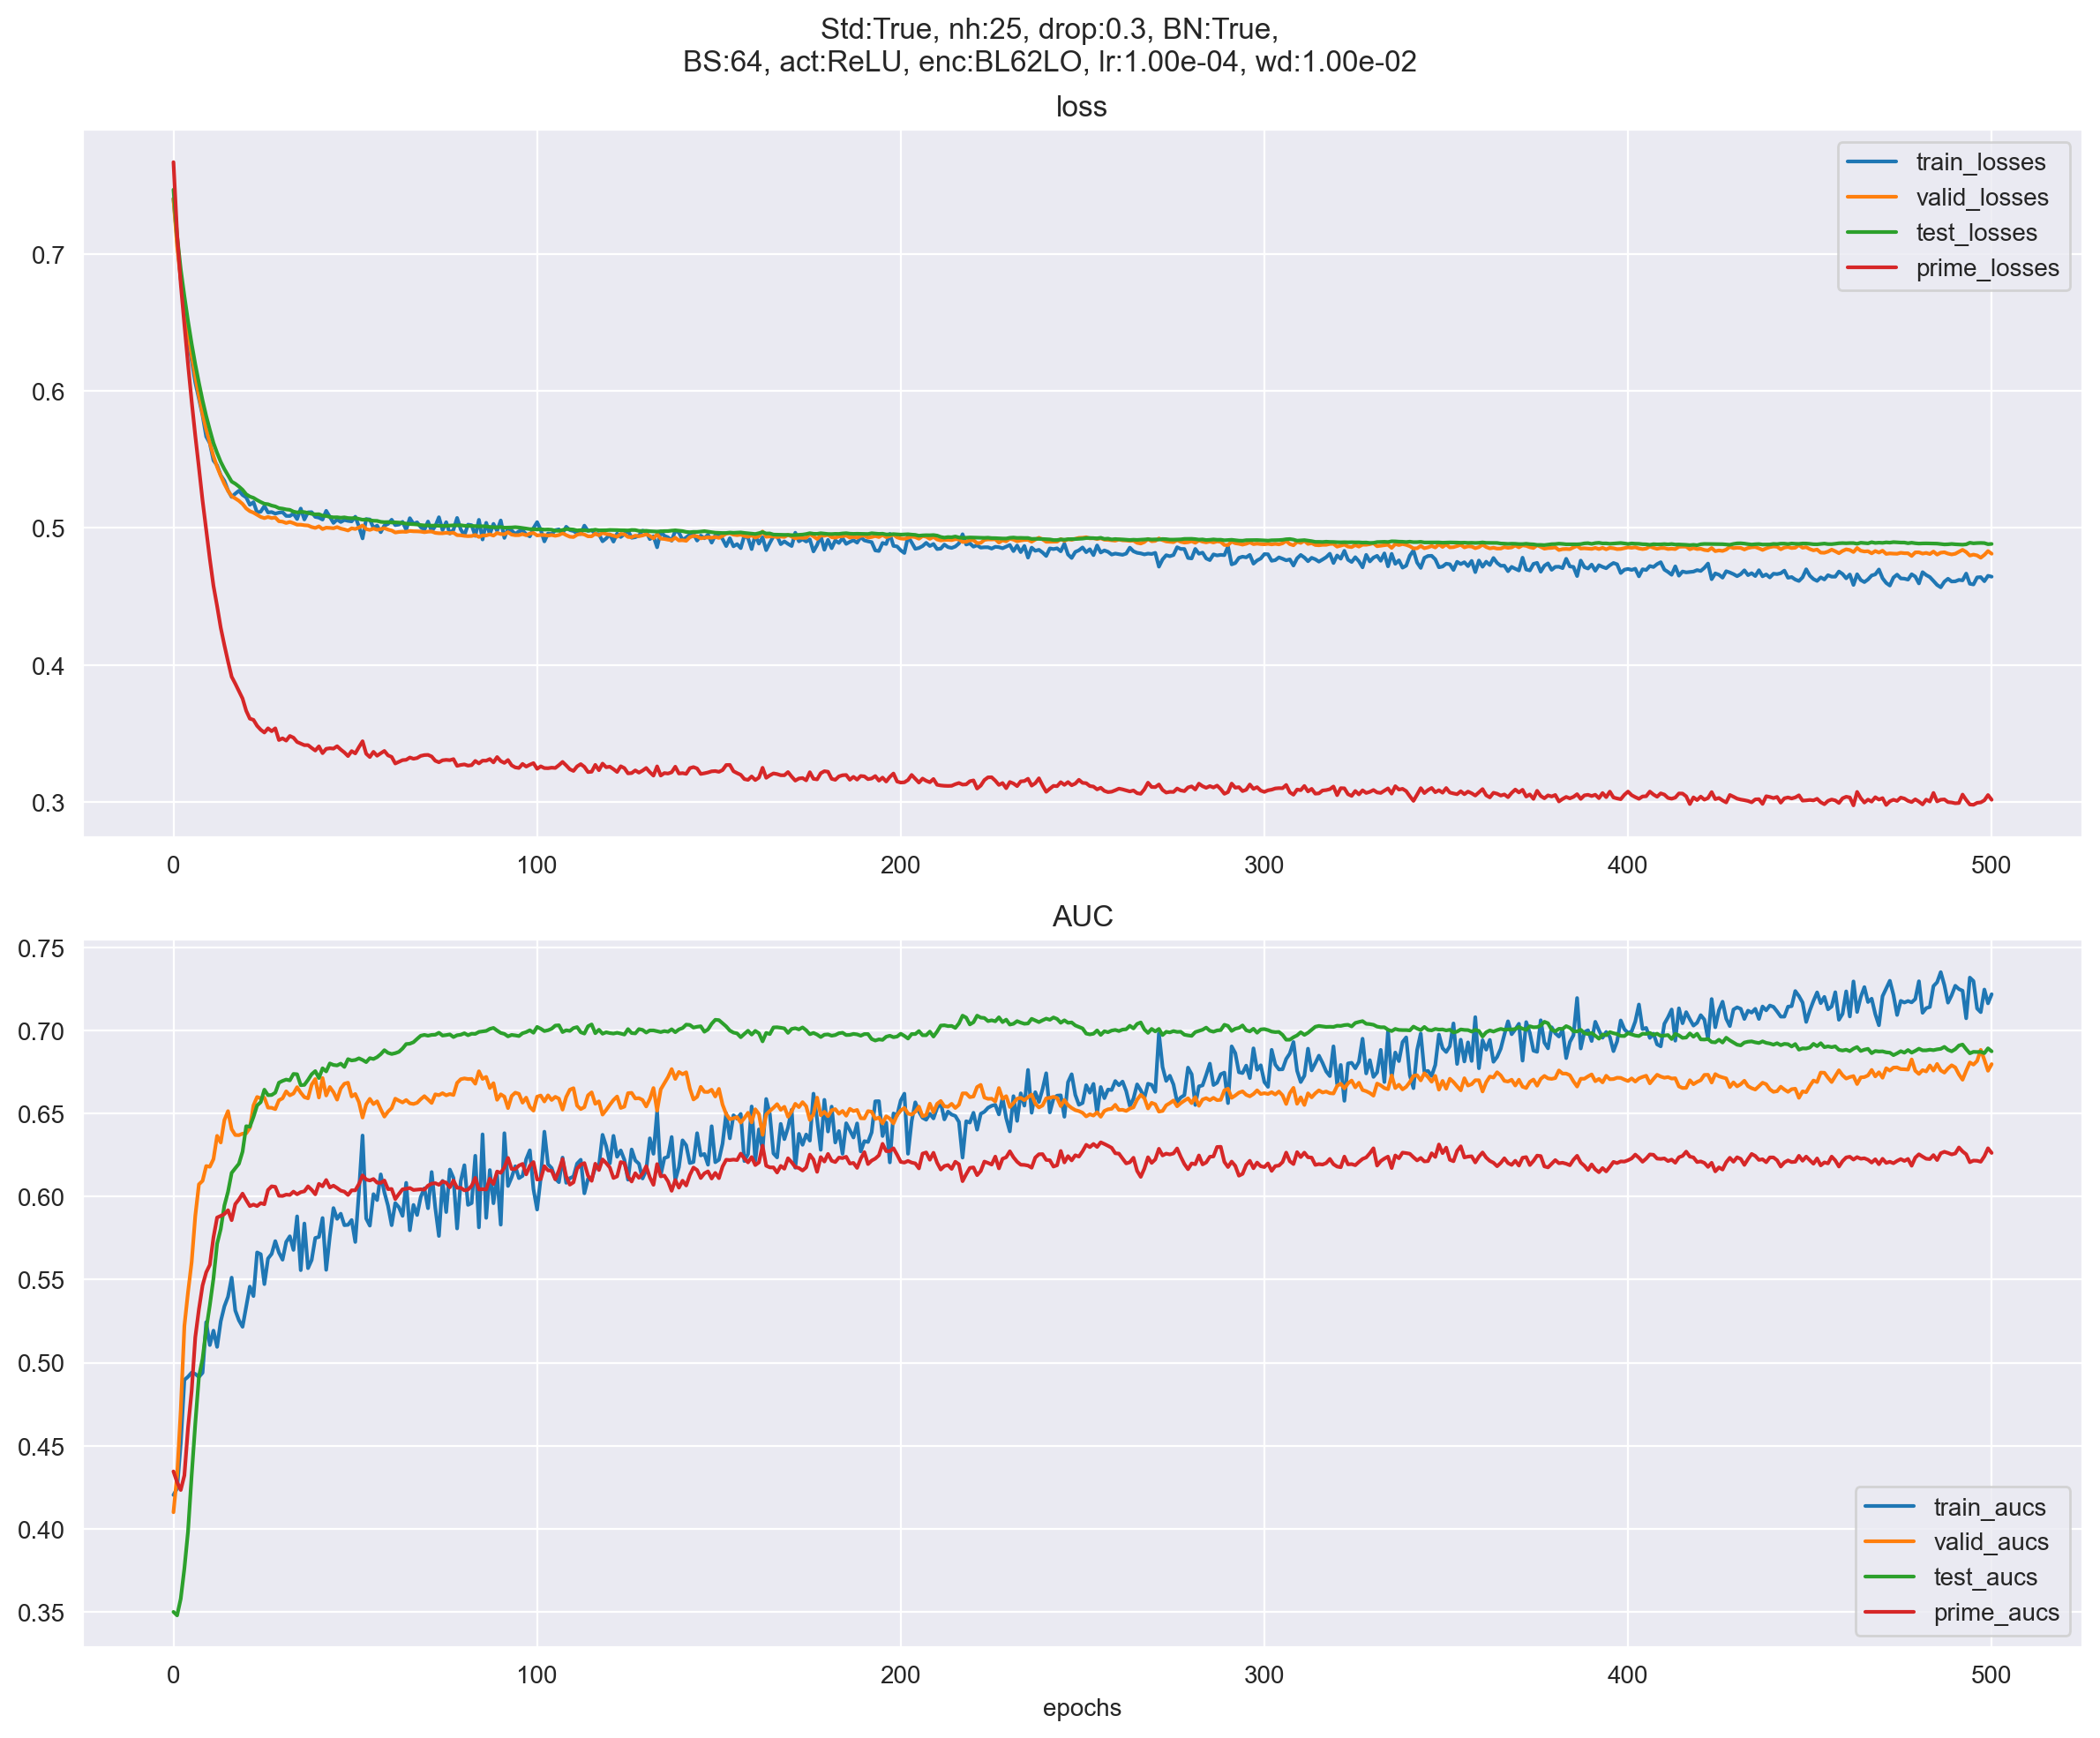 Std:True, nh:25, drop:0.3, BN:True,
BS:64, act:ReLU, enc:BL62LO, lr:1.00e-04, wd:1.00e-02
loss
train_losses
valid_losses
test_losses
prime_losses
0.7
0.6
0.5
0.4
0.3
0 100 200 300 400 500
AUC
0.75
0.70
0.65
0.60
0.55
0.50
0.45
0.40
0.35
train_aucs
valid_aucs
test_aucs
prime_aucs
0 100 200 300 400 500
epochs